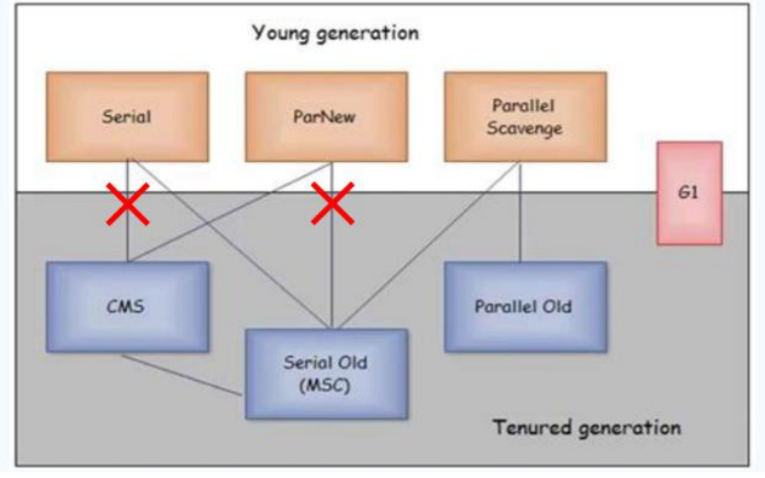 Young generation
Serial
ParNew
Parallel
Scavenge
G1
CMS
Serial Old
(MSC)
Parallel Old
Tenured generation